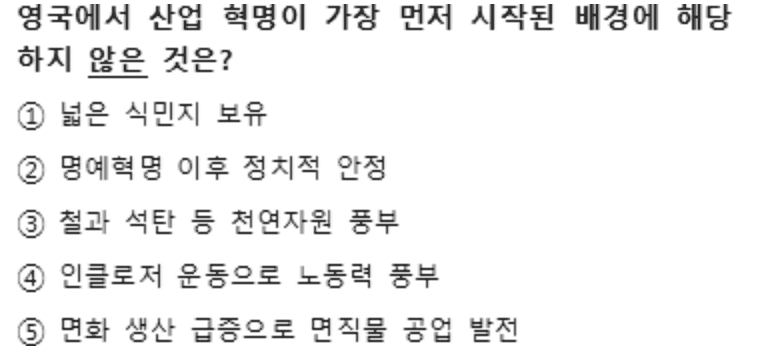 영국에서 산업 혁명이 가장 먼저 시작된 배경에 해당
하지 않은 것은?
① 넓은 식민지 보유
② 명예혁명 이후 정치적 안정
③ 철과 석탄 등 천연자원 풍부
④ 인클로저 운동으로 노동력 풍부
⑤ 면화 생산 급증으로 면직물 공업 발전